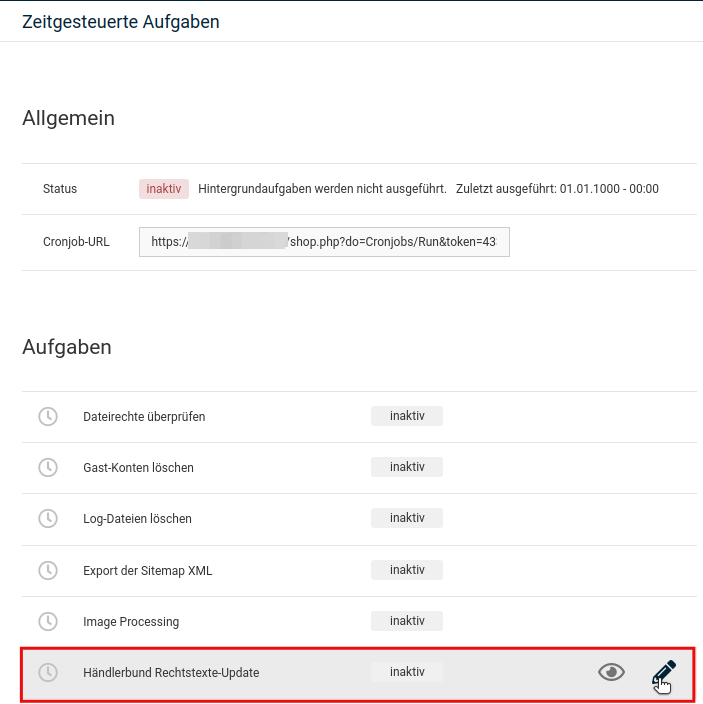 Zeitgesteuerte Aufgaben
Allgemein
Status inaktiv Hintergrundaufgaben werden nicht ausgeführt. Zuletzt ausgeführt: 01.01.1000 - 00:00
Cronjob-URL https:// /shop.php?do=Cronjobs/Run&token=43
Aufgaben
Dateirechte überprüfen inaktiv
Gast-Konten löschen inaktiv
Log-Dateien löschen inaktiv
Export der Sitemap XML inaktiv
Image Processing inaktiv
Händlerbund Rechtstexte-Update inaktiv